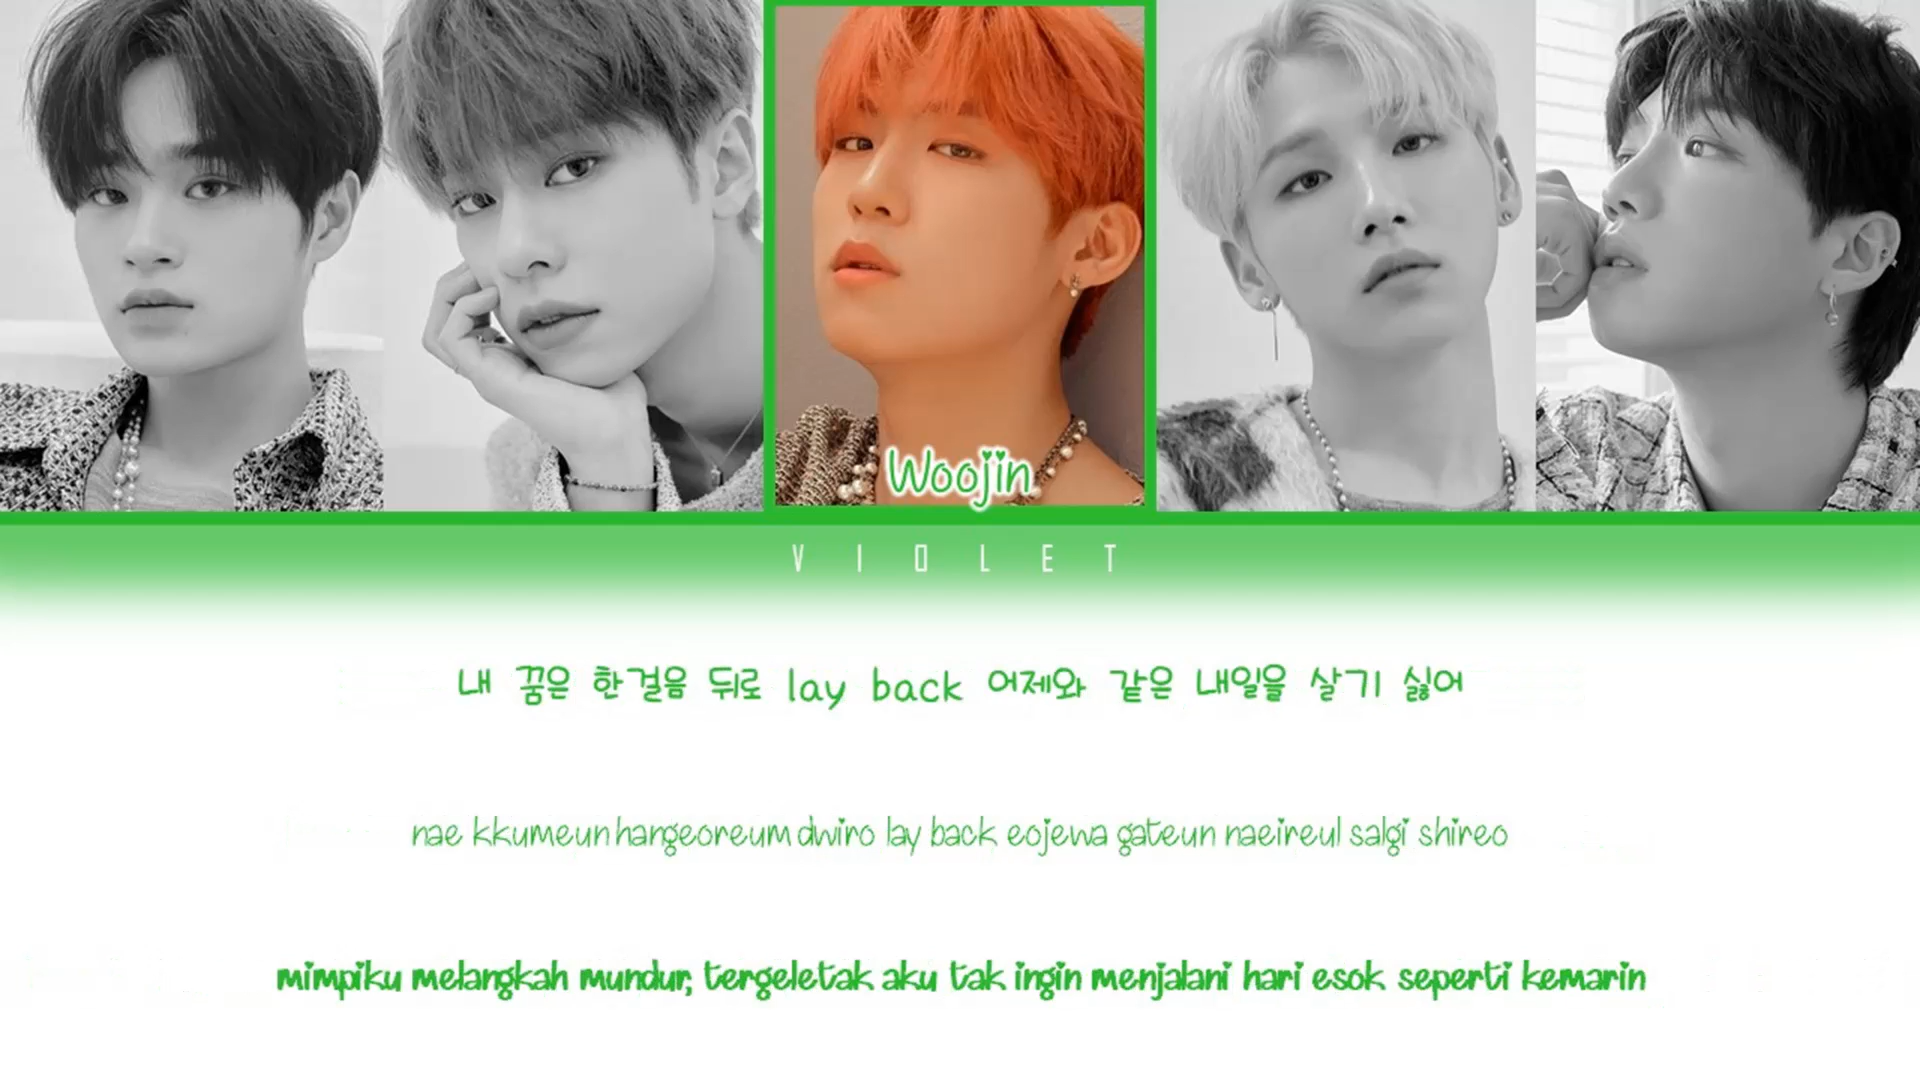 Woojin
VIOLET
내 꿈은 한걸음 뒤로 lay back 어제와 같은 내일을 살기 싫어
nae kkumeun hangeoreum dwiro lay back eojewa gateun naeireul salgi shireo
mimpiku melangkah mundur, tergeletak aku tak ingin menjalani hari esok seperti kemarin